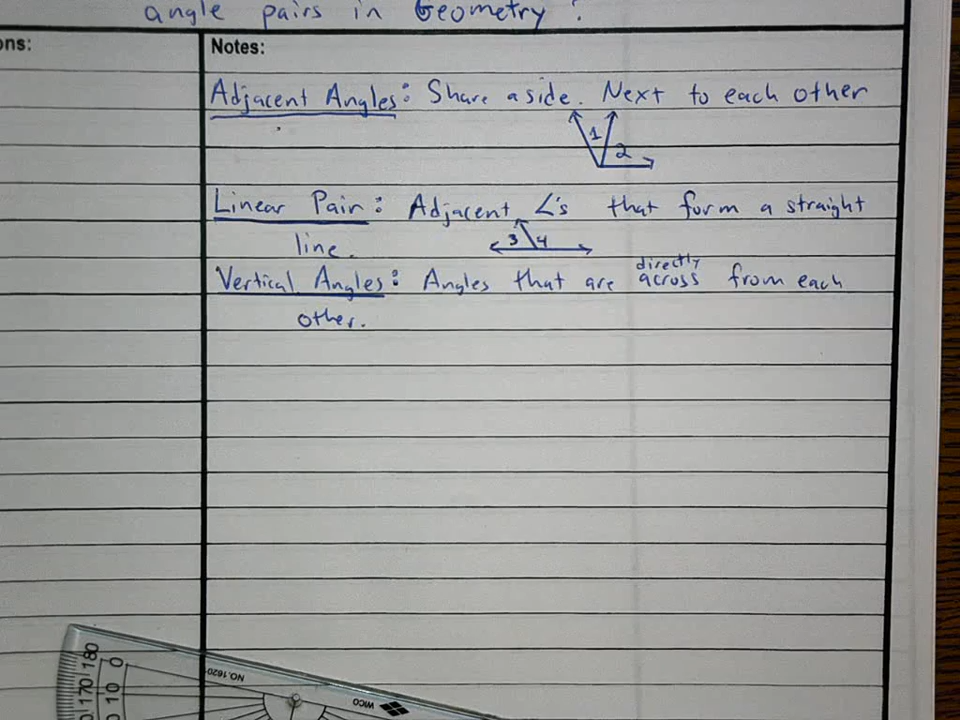 angle pairs in Geometry?
ons:
Notes:
Adjacent Angles: Share a side. Next to each other
1
2
Linear Pair: Adjacent ∠'s that form a straight
line.
3 4
Vertical Angles: Angles that are directly across from each
other.
180
170
0
10
NO.1620
WICO